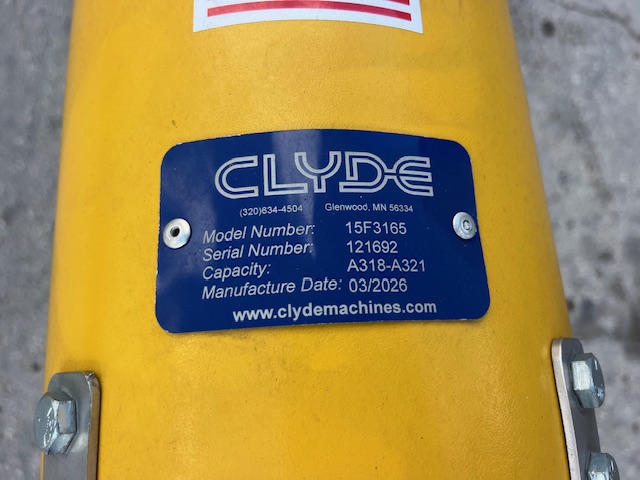 CLYDE
(320)634-4504 Glenwood, MN 56334
Model Number: 15F3165
Serial Number: 121692
Capacity: A318-A321
Manufacture Date: 03/2026
www.clydemachines.com